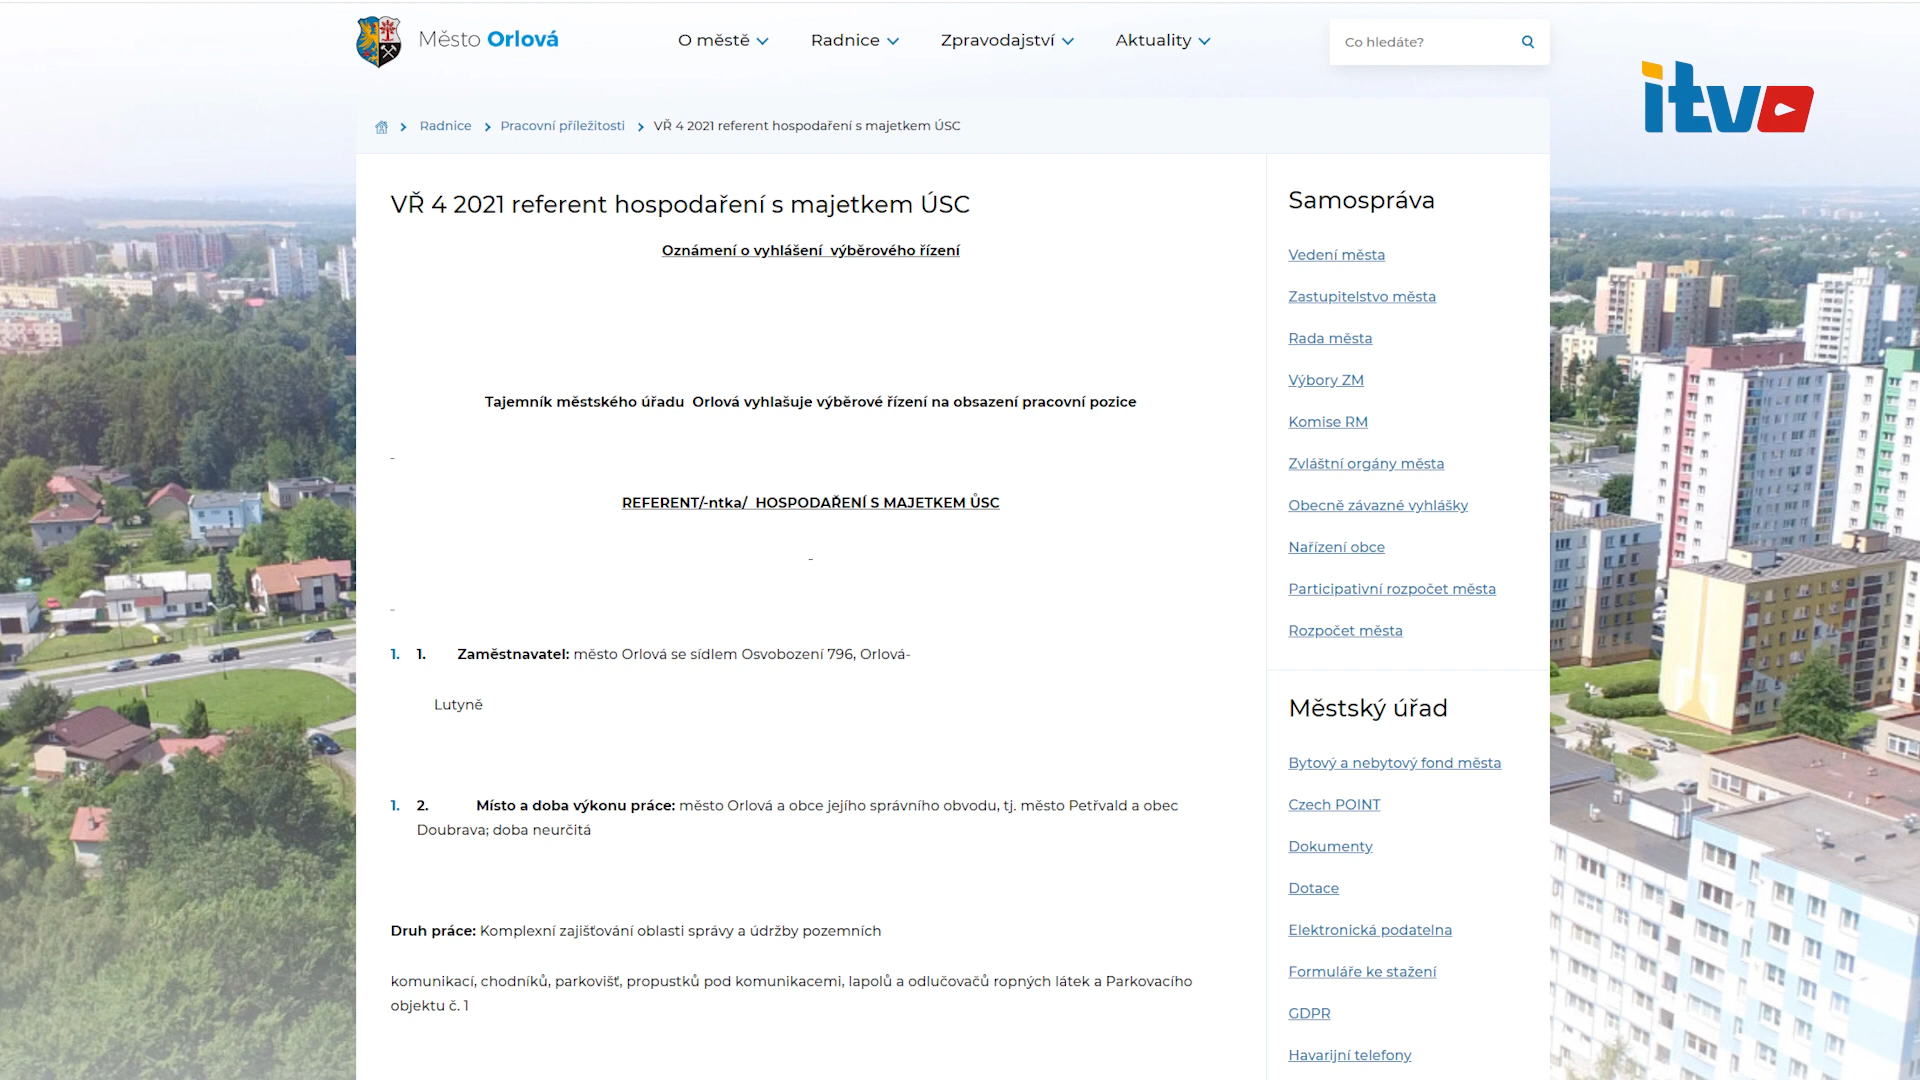 Město Orlová
O městě
Radnice
Zpravodajství
Aktuality
Co hledáte?
itvo
Radnice
Pracovní příležitosti
VŘ 4 2021 referent hospodaření s majetkem ÚSC
VŘ 4 2021 referent hospodaření s majetkem ÚSC
Oznámení o vyhlášení  výběrového řízení
Tajemník městského úřadu  Orlová vyhlašuje výběrové řízení na obsazení pracovní pozice
REFERENT/-ntka/  HOSPODAŘENÍ S MAJETKEM ŮSC
1. 1. Zaměstnavatel: město Orlová se sídlem Osvobození 796, Orlová-
Lutyně
1. 2. Místo a doba výkonu práce: město Orlová a obce jejího správního obvodu, tj. město Petřvald a obec
Doubrava; doba neurčitá
Druh práce: Komplexní zajišťování oblasti správy a údržby pozemních
komunikací, chodníků, parkovišť, propustků pod komunikacemi, lapolů a odlučovačů ropných látek a Parkovacího
objektu č. 1
Samospráva
Vedení města
Zastupitelstvo města
Rada města
Výbory ZM
Komise RM
Zvláštní orgány města
Obecně závazné vyhlášky
Nařízení obce
Participativní rozpočet města
Rozpočet města
Městský úřad
Bytový a nebytový fond města
Czech POINT
Dokumenty
Dotace
Elektronická podatelna
Formuláře ke stažení
GDPR
Havarijní telefony